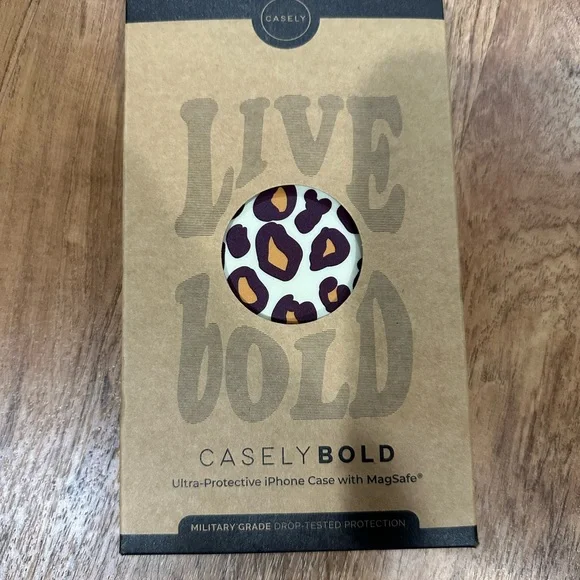 CASELY
LIVE
bOLD
CASELYBOLD
Ultra-Protective iPhone Case with MagSafe®
MILITARY GRADE DROP-TESTED PROTECTION